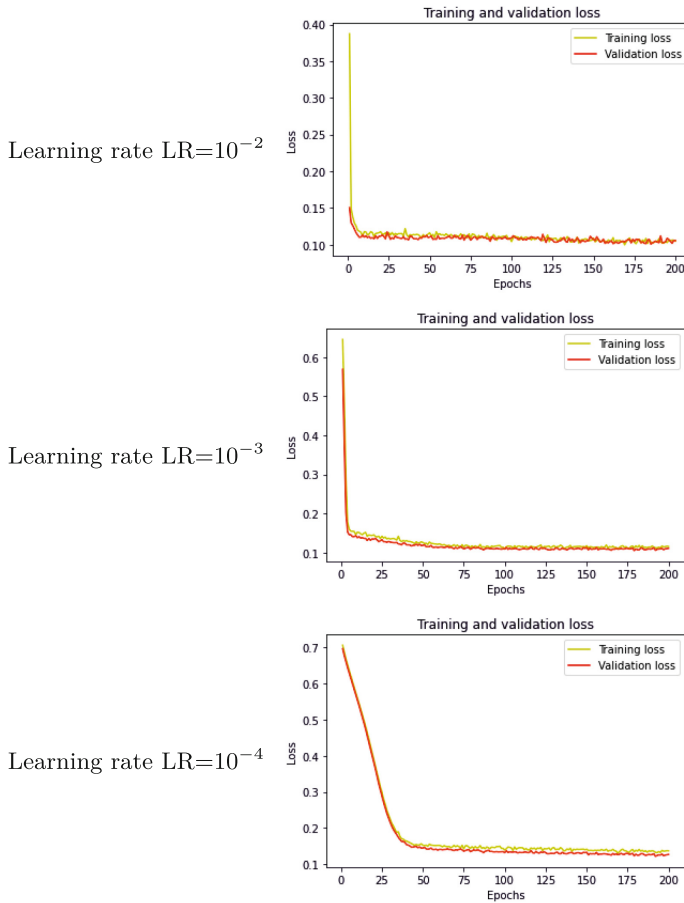 Training and validation loss
0.40
Training loss
Validation loss
0.35
0.30
0.25
Learning rate LR=10⁻²
Loss
0.20
0.15
0.10
0 25 50 75 100 125 150 175 200
Epochs
Training and validation loss
Training loss
0.6
Validation loss
0.5
0.4
Learning rate LR=10⁻³
Loss
0.3
0.2
0.1
0 25 50 75 100 125 150 175 200
Epochs
Training and validation loss
0.7
Training loss
Validation loss
0.6
0.5
0.4
Learning rate LR=10⁻⁴
Loss
0.3
0.2
0.1
0 25 50 75 100 125 150 175 200
Epochs